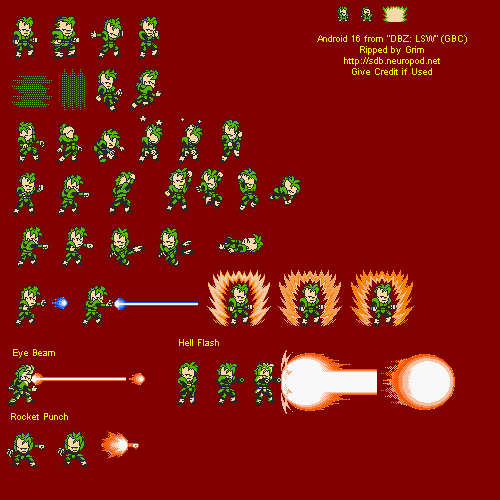 Android 16 from "DBZ: LSW" (GBC)
Ripped by Grim
http://sdb.neuropod.net
Give Credit if Used
Hell Flash
Eye Beam
Rocket Punch